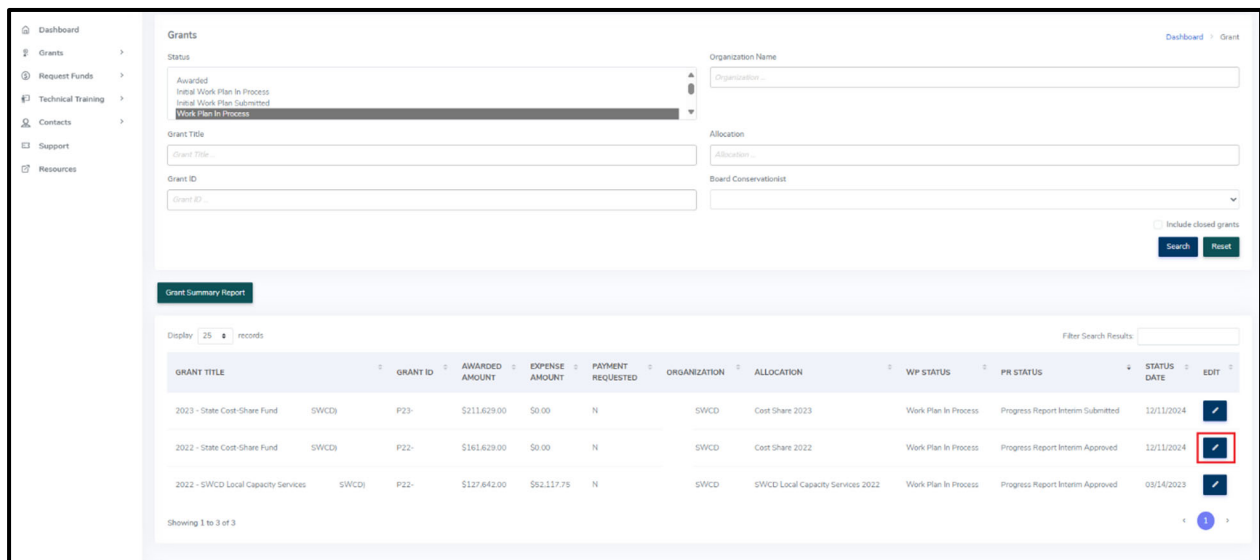 Dashboard
Grants
Request Funds
Technical Training
Contacts
Support
Resources
Grants
Dashboard > Grant
Status
Awarded
Initial Work Plan In Process
Initial Work Plan Submitted
Work Plan In Process
Organization Name
Organization ...
Grant Title
Grant Title ...
Allocation
Allocation ...
Grant ID
Grant ID ...
Board Conservationist
Include closed grants
Search Reset
Grant Summary Report
Display 25 records
Filter Search Results:
GRANT TITLE GRANT ID AWARDED AMOUNT EXPENSE AMOUNT PAYMENT REQUESTED ORGANIZATION ALLOCATION WP STATUS PR STATUS STATUS DATE EDIT
2023 - State Cost-Share Fund SWCD) P23- $211,629.00 $0.00 N SWCD Cost Share 2023 Work Plan In Process Progress Report Interim Submitted 12/11/2024
2022 - State Cost-Share Fund SWCD) P22- $161,629.00 $0.00 N SWCD Cost Share 2022 Work Plan In Process Progress Report Interim Approved 12/11/2024
2022 - SWCD Local Capacity Services SWCD) P22- $127,642.00 $52,117.75 N SWCD SWCD Local Capacity Services 2022 Work Plan In Process Progress Report Interim Approved 03/14/2023
Showing 1 to 3 of 3
< 1 >